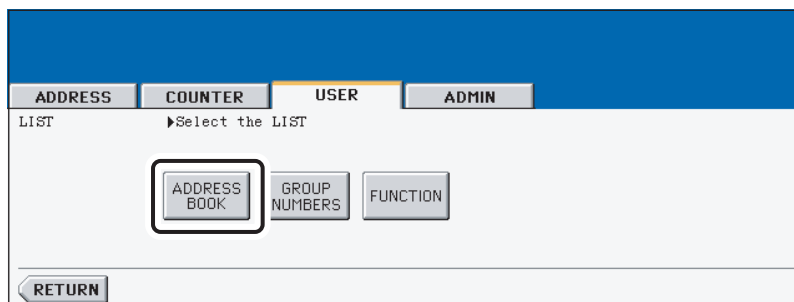 ADDRESS COUNTER USER ADMIN
LIST ▶Select the LIST
ADDRESS BOOK
GROUP NUMBERS
FUNCTION
RETURN